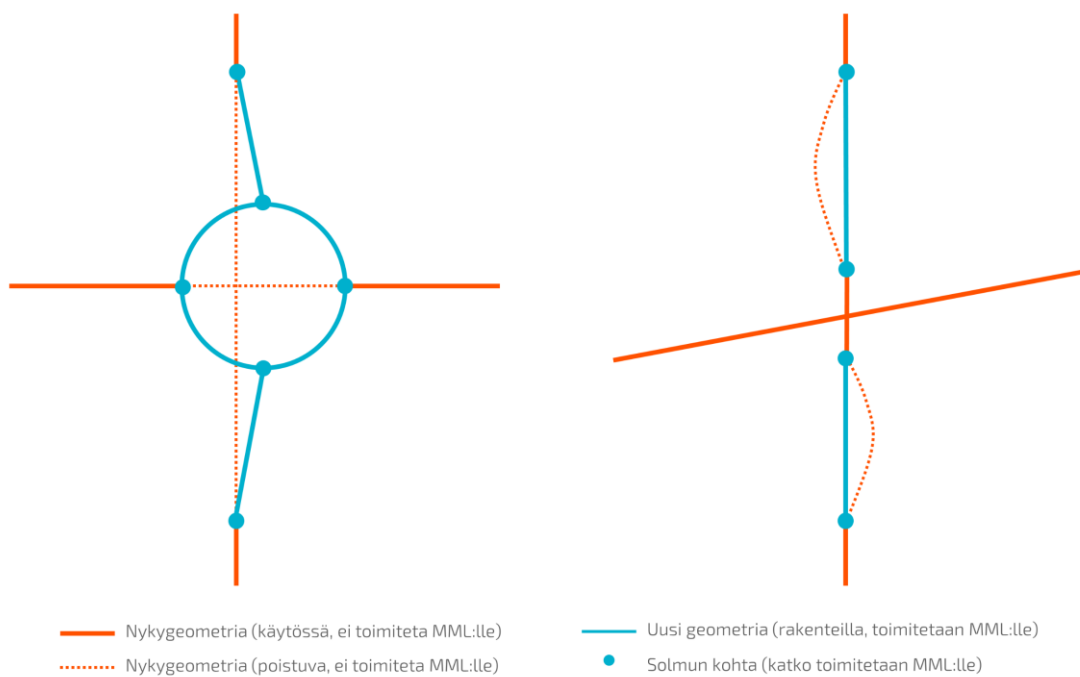 Nykygeometria (käytössä, ei toimiteta MML:lle)
Nykygeometria (poistuva, ei toimiteta MML:lle)
Uusi geometria (rakenteilla, toimitetaan MML:lle)
Solmun kohta (katko toimitetaan MML:lle)